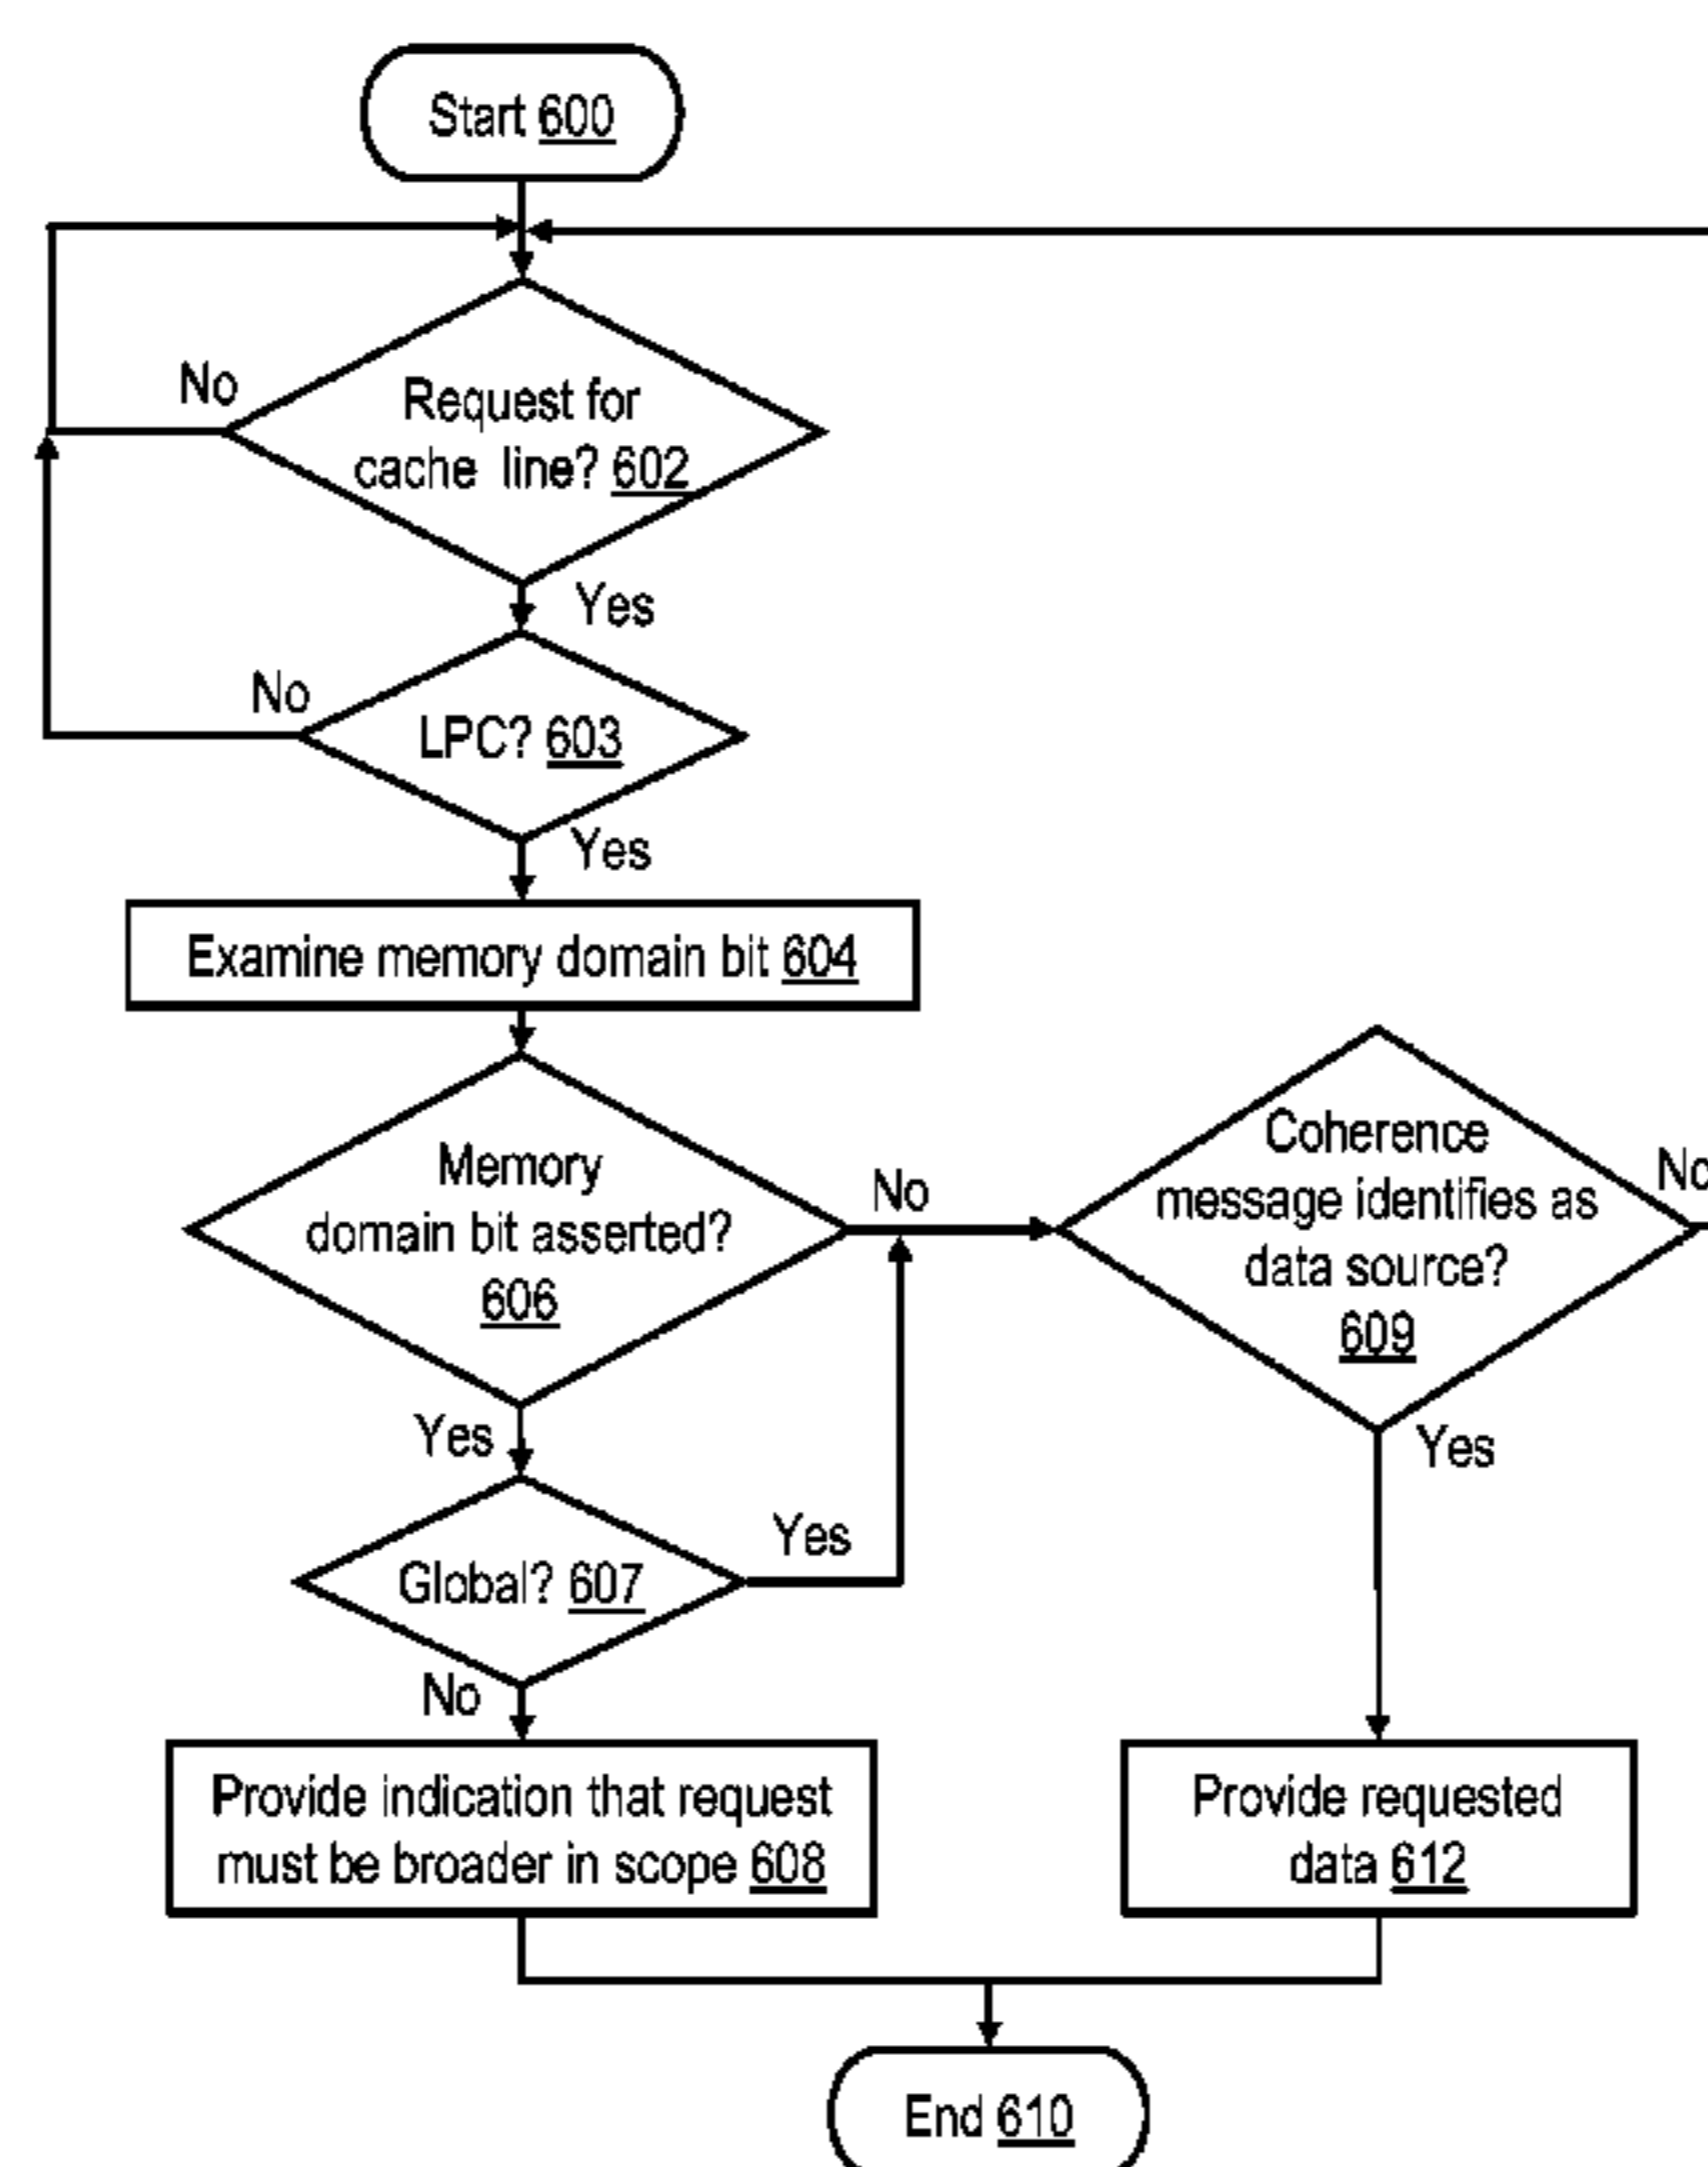 Start 600
No
Request for
cache line? 602
Yes
No
LPC? 603
Yes
Examine memory domain bit 604
Memory
domain bit asserted?
606
No
Coherence
message identifies as
data source?
609
No
Yes
Yes
Global? 607
Yes
No
Provide indication that request
must be broader in scope 608
Provide requested
data 612
End 610